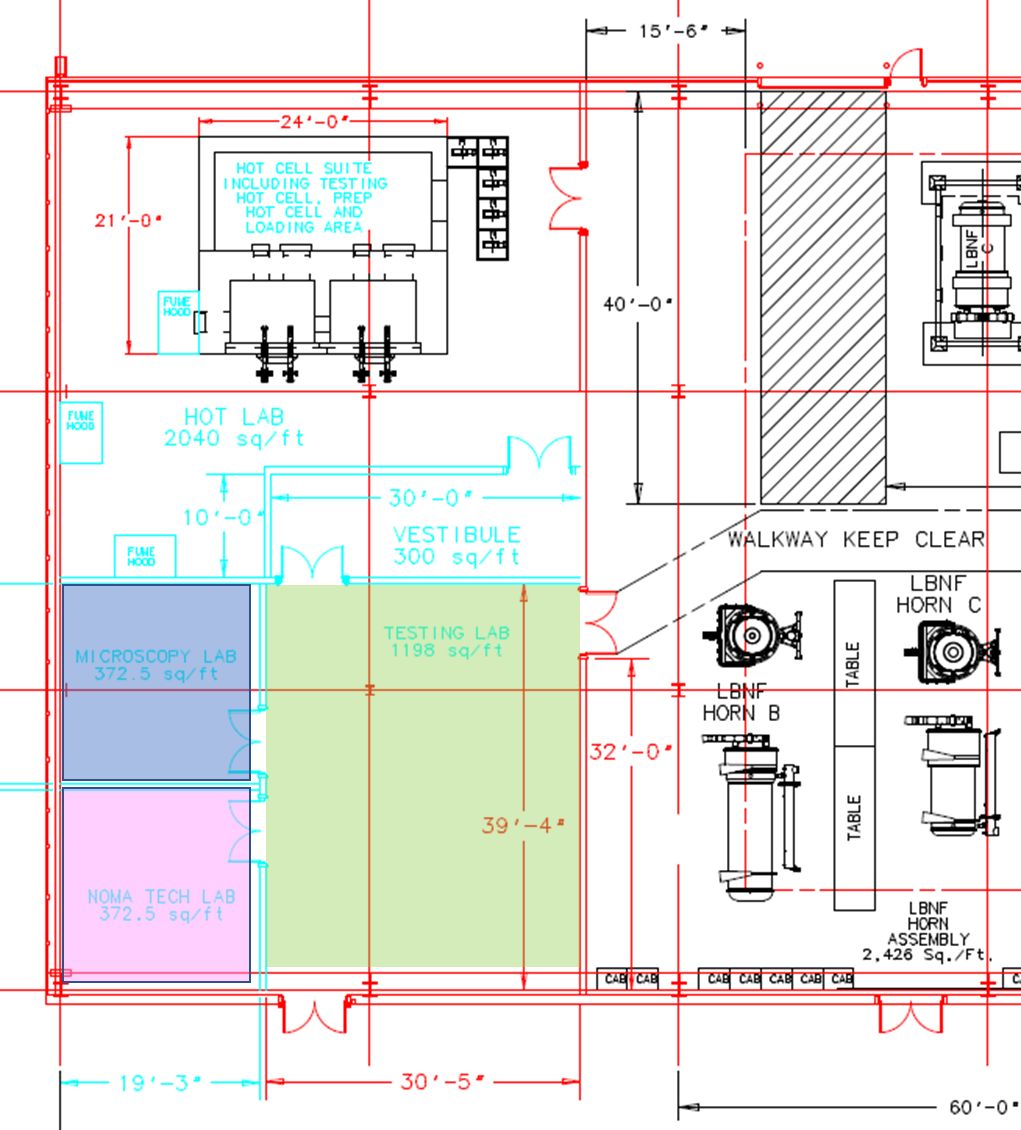 15'-6"
24'-0"
HOT CELL SUITE
INCLUDING TESTING
HOT CELL, PREP
HOT CELL AND
LOADING AREA
21'-0"
LBNF
C
FUME
HOOD
40'-0"
FUME
HOOD
HOT LAB
2040 sq/ft
30'-0"
10'-0"
VESTIBULE
300 sq/ft
WALKWAY KEEP CLEAR
FUME
HOOD
LBNF
HORN C
TESTING LAB
1198 sq/ft
MICROSCOPY LAB
372.5 sq/ft
TABLE
LBNF
HORN B
32'-0"
39'-4"
TABLE
NOMA TECH LAB
372.5 sq/ft
LBNF
HORN
ASSEMBLY
2,426 Sq./Ft.
CAB CAB CAB CAB CAB CAB CAB
19'-3"
30'-5"
60'-0"